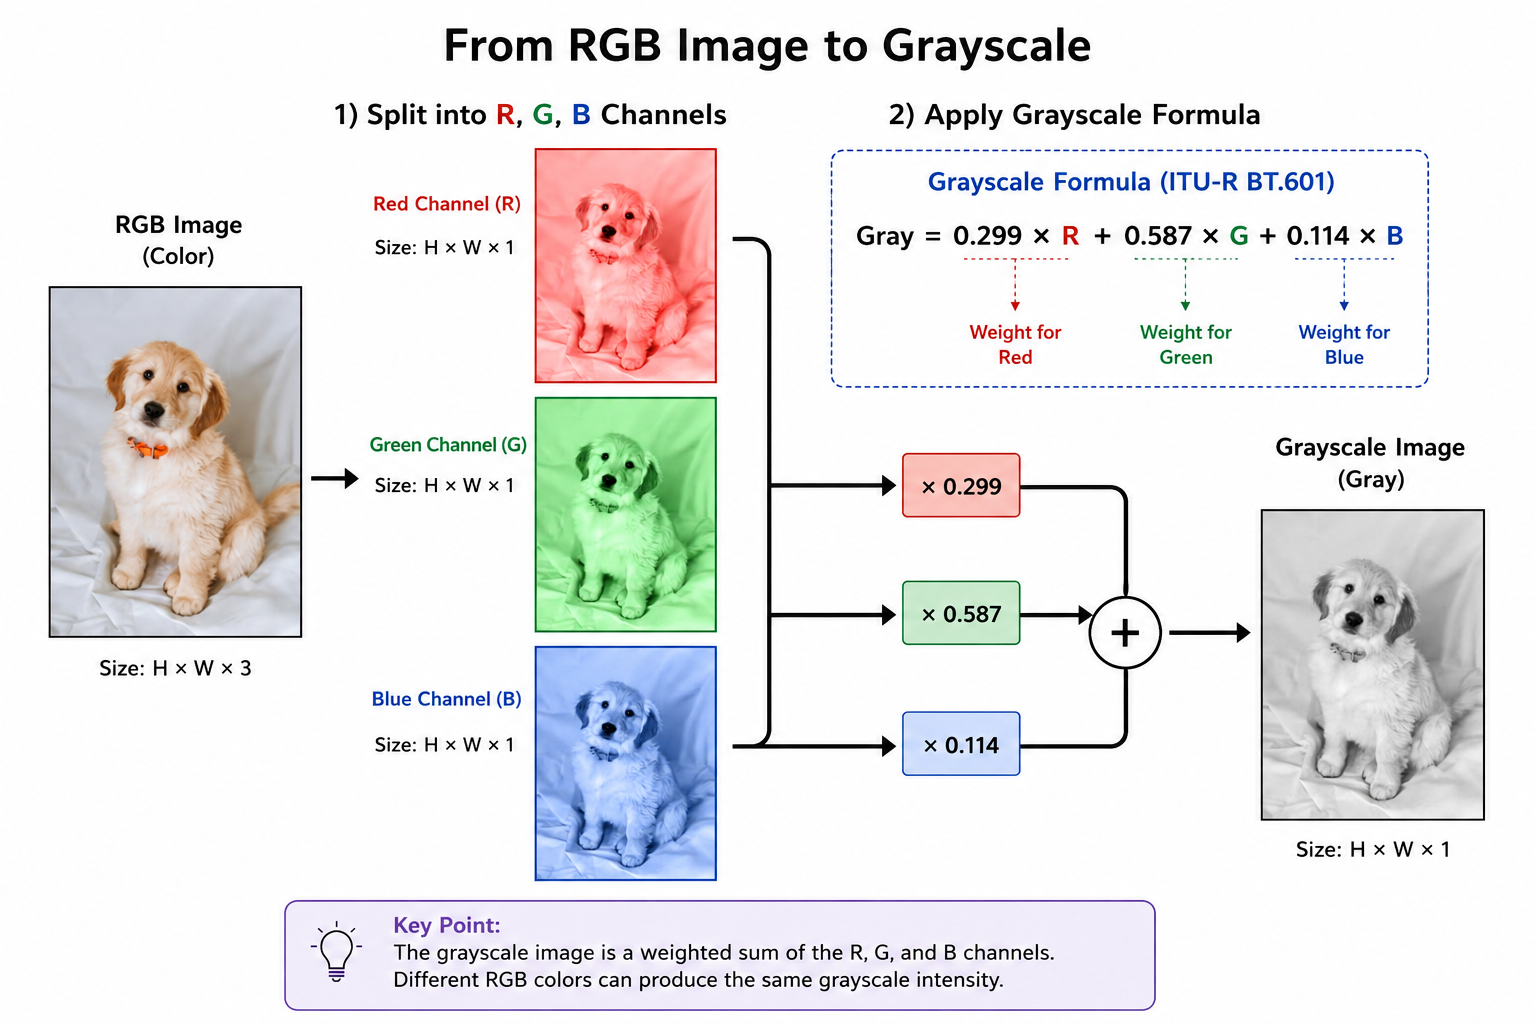 From RGB Image to Grayscale
1) Split into R, G, B Channels
2) Apply Grayscale Formula
RGB Image
(Color)
Size: H × W × 3
Red Channel (R)
Size: H × W × 1
Green Channel (G)
Size: H × W × 1
Blue Channel (B)
Size: H × W × 1
Grayscale Formula (ITU-R BT.601)
Gray = 0.299 × R + 0.587 × G + 0.114 × B
Weight for
Red
Weight for
Green
Weight for
Blue
× 0.299
× 0.587
× 0.114
+
Grayscale Image
(Gray)
Size: H × W × 1
Key Point:
The grayscale image is a weighted sum of the R, G, and B channels.
Different RGB colors can produce the same grayscale intensity.